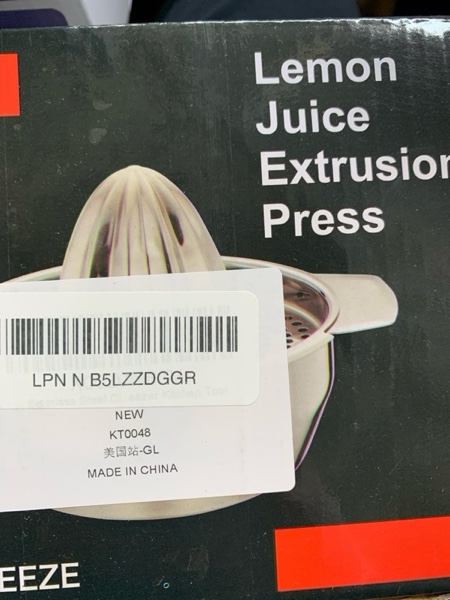 Lemon
Juice
Extrusion
Press
LPN N B5LZZDGGR
NEW
KT0048
美国站-GL
MADE IN CHINA
EEZE